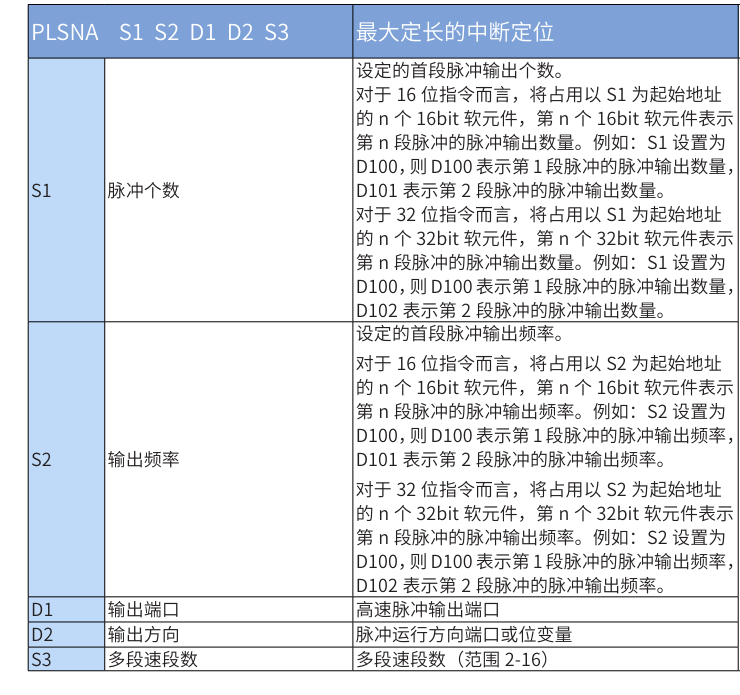 PLSNA S1 S2 D1 D2 S3
最大定长的中断定位
S1
脉冲个数
设定的首段脉冲输出个数。
对于 16 位指令而言，将占用以 S1 为起始地址
的 n 个 16bit 软元件，第 n 个 16bit 软元件表示
第 n 段脉冲的脉冲输出数量。例如：S1 设置为
D100，则 D100 表示第 1 段脉冲的脉冲输出数量，
D101 表示第 2 段脉冲的脉冲输出数量。
对于 32 位指令而言，将占用以 S1 为起始地址
的 n 个 32bit 软元件，第 n 个 32bit 软元件表示
第 n 段脉冲的脉冲输出数量。例如：S1 设置为
D100，则 D100 表示第 1 段脉冲的脉冲输出数量，
D102 表示第 2 段脉冲的脉冲输出数量。
S2
输出频率
设定的首段脉冲输出频率。
对于 16 位指令而言，将占用以 S2 为起始地址
的 n 个 16bit 软元件，第 n 个 16bit 软元件表示
第 n 段脉冲的脉冲输出频率。例如：S2 设置为
D100，则 D100 表示第 1 段脉冲的脉冲输出频率，
D101 表示第 2 段脉冲的脉冲输出频率。
对于 32 位指令而言，将占用以 S2 为起始地址
的 n 个 32bit 软元件，第 n 个 32bit 软元件表示
第 n 段脉冲的脉冲输出频率。例如：S2 设置为
D100，则 D100 表示第 1 段脉冲的脉冲输出频率，
D102 表示第 2 段脉冲的脉冲输出频率。
D1
输出端口
高速脉冲输出端口
D2
输出方向
脉冲运行方向端口或位变量
S3
多段速段数
多段速段数（范围 2-16）